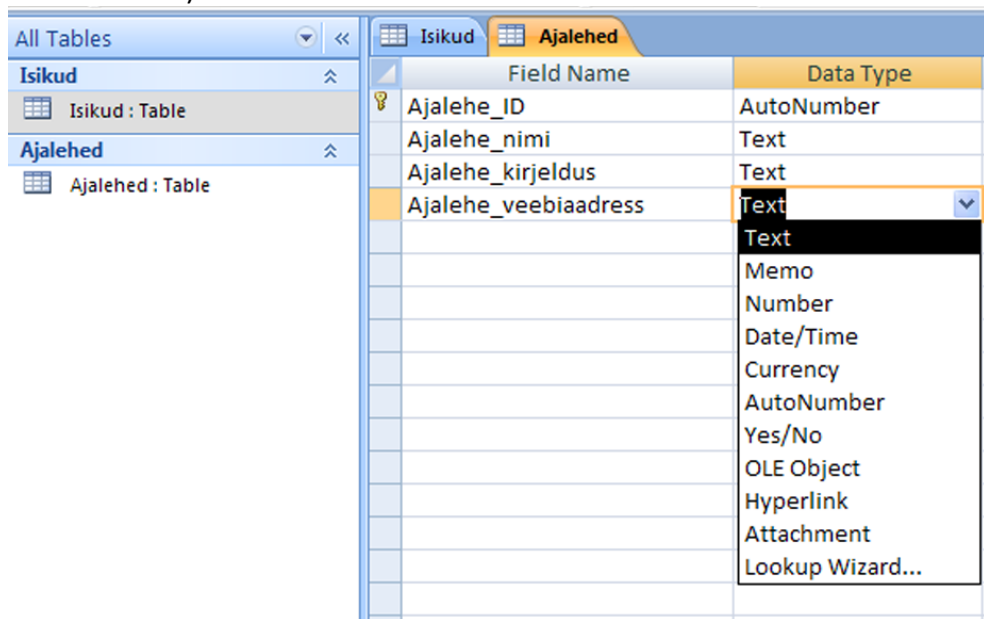 All Tables
Isikud
Isikud : Table
Ajalehed
Ajalehed : Table
Isikud Ajalehed
Field Name Data Type
Ajalehe_ID AutoNumber
Ajalehe_nimi Text
Ajalehe_kirjeldus Text
Ajalehe_veebiaadress Text
Text
Memo
Number
Date/Time
Currency
AutoNumber
Yes/No
OLE Object
Hyperlink
Attachment
Lookup Wizard...